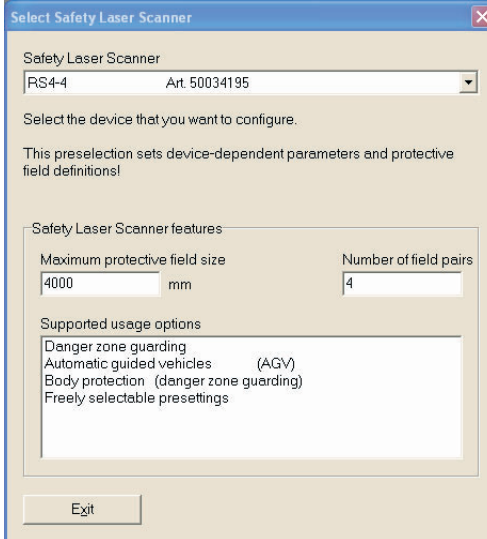 Select Safety Laser Scanner
Safety Laser Scanner
RS4-4 Art. 50034195
Select the device that you want to configure.
This preselection sets device-dependent parameters and protective
field definitions!
Safety Laser Scanner features
Maximum protective field size Number of field pairs
4000 mm 4
Supported usage options
Danger zone guarding
Automatic guided vehicles (AGV)
Body protection (danger zone guarding)
Freely selectable presettings
Exit